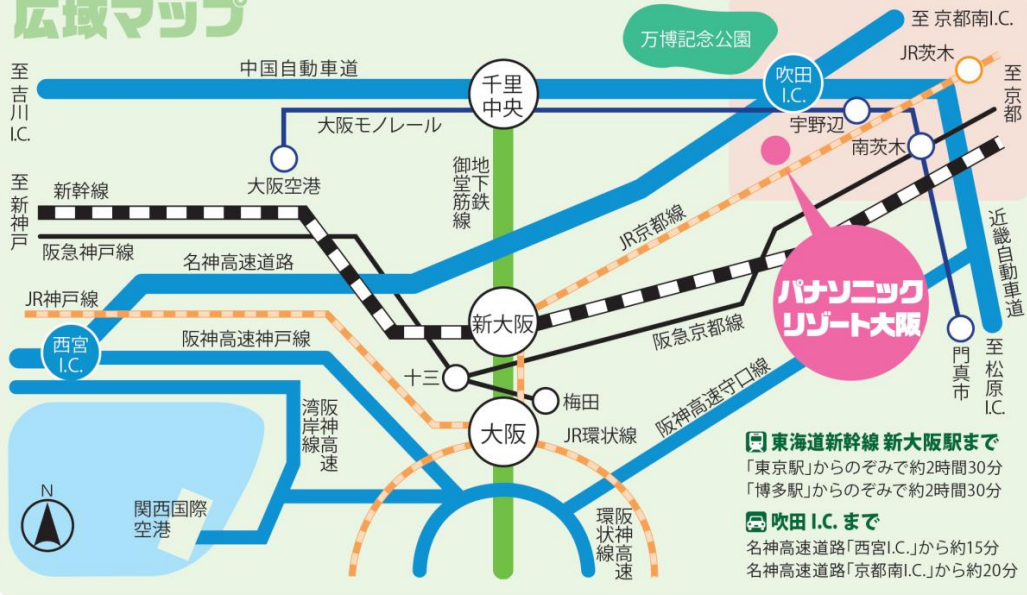 広域マップ
至 京都南I.C.
万博記念公園
JR茨木
至吉川I.C.
中国自動車道
千里
中央
吹田
I.C.
至京都
大阪モノレール
宇野辺
南茨木
大阪空港
地下鉄
御堂筋線
至新神戸
新幹線
阪急神戸線
JR京都線
名神高速道路
近畿自動車道
JR神戸線
パナソニック
リゾート大阪
新大阪
阪神高速神戸線
阪急京都線
西宮
I.C.
十三
梅田
門真市
至松原I.C.
阪神高速守口線
阪神高速
湾岸線
大阪
JR環状線
N
関西国際
空港
阪神高速
環状線
東海道新幹線 新大阪駅まで
「東京駅」からのぞみで約2時間30分
「博多駅」からのぞみで約2時間30分
吹田 I.C. まで
名神高速道路「西宮I.C.」から約15分
名神高速道路「京都南I.C.」から約20分